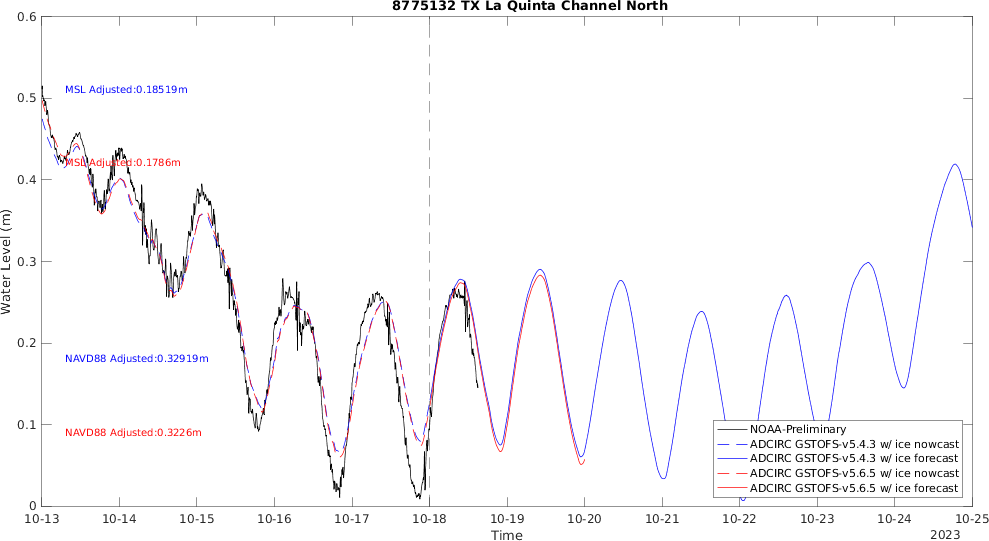 8775132 TX La Quinta Channel North
0.6
0.5
0.4
0.3
0.2
0.1
0
Water Level (m)
MSL Adjusted:0.18519m
MSL Adjusted:0.1786m
NAVD88 Adjusted:0.32919m
NAVD88 Adjusted:0.3226m
NOAA-Preliminary
ADCIRC GSTOFS-v5.4.3 w/ ice nowcast
ADCIRC GSTOFS-v5.4.3 w/ ice forecast
ADCIRC GSTOFS-v5.6.5 w/ ice nowcast
ADCIRC GSTOFS-v5.6.5 w/ ice forecast
10-13 10-14 10-15 10-16 10-17 10-18 10-19 10-20 10-21 10-22 10-23 10-24 10-25
Time
2023